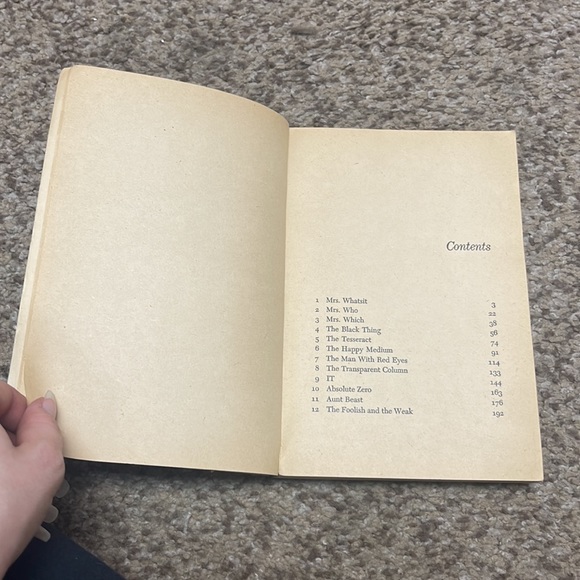 Contents
1 Mrs. Whatsit 3
2 Mrs. Who 22
3 Mrs. Which 38
4 The Black Thing 56
5 The Tesseract 74
6 The Happy Medium 91
7 The Man With Red Eyes 114
8 The Transparent Column 133
9 IT 144
10 Absolute Zero 163
11 Aunt Beast 176
12 The Foolish and the Weak 192